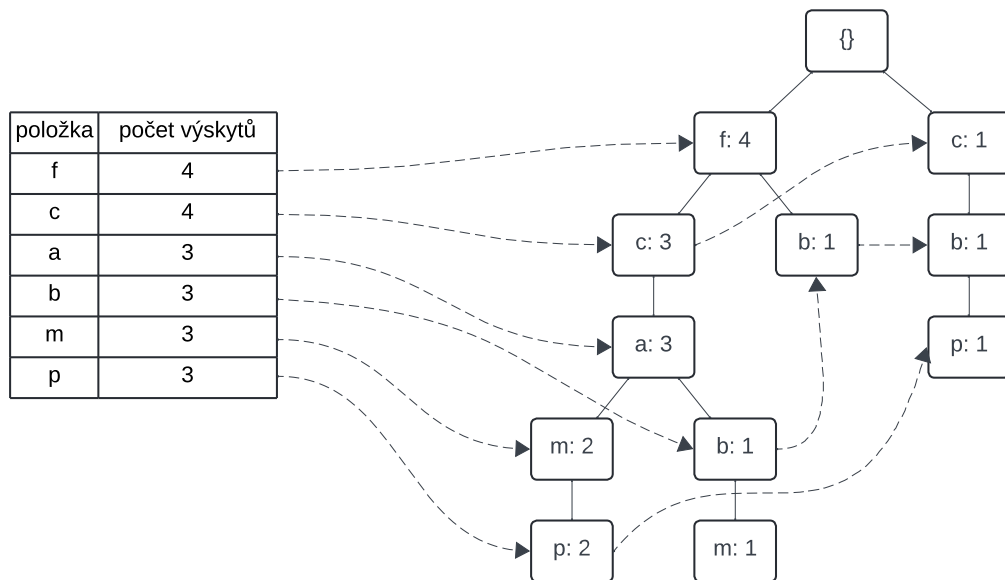 {}
položka počet výskytů
f 4
c 4
a 3
b 3
m 3
p 3
f: 4 c: 1
c: 3 b: 1 b: 1
a: 3 p: 1
m: 2 b: 1
p: 2 m: 1